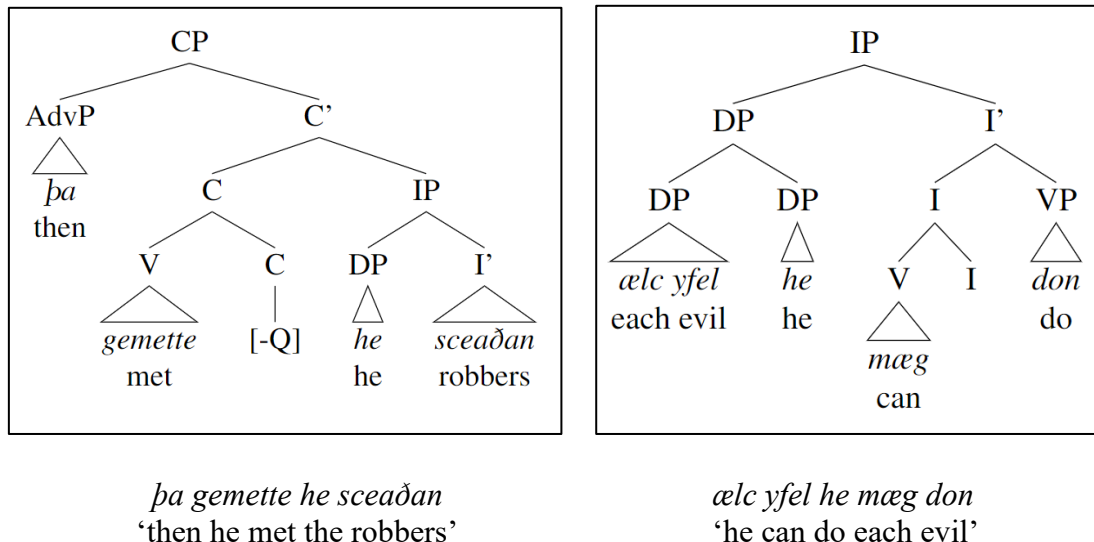 CP IP
AdvP C’ DP I’
þa
then
C IP DP DP I VP
V C DP I’ ælc yfel he V I don
each evil he do
gemette [-Q] he sceaðan mæg
met he robbers can
þa gemette he sceaðan ælc yfel he mæg don
‘then he met the robbers’ ‘he can do each evil’